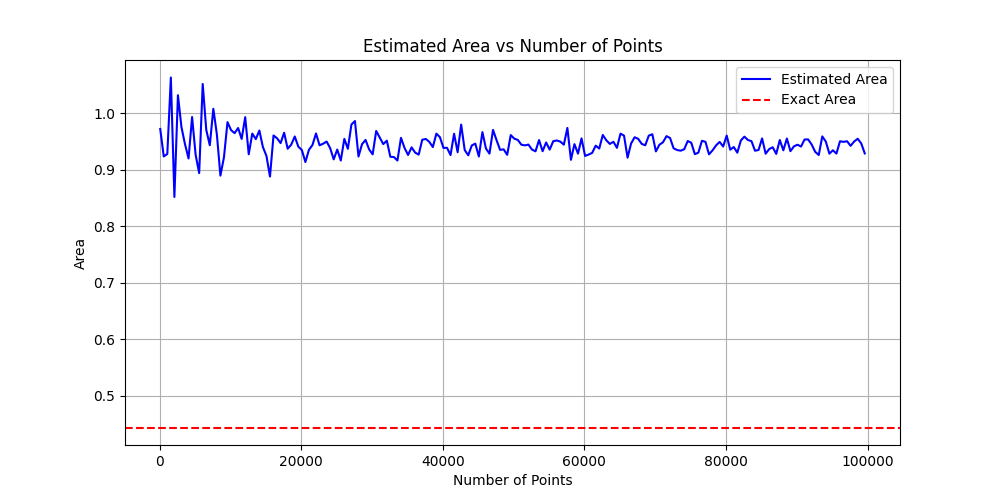 Estimated Area vs Number of Points
Estimated Area
Exact Area
Area
1.0
0.9
0.8
0.7
0.6
0.5
0
20000
40000
60000
80000
100000
Number of Points